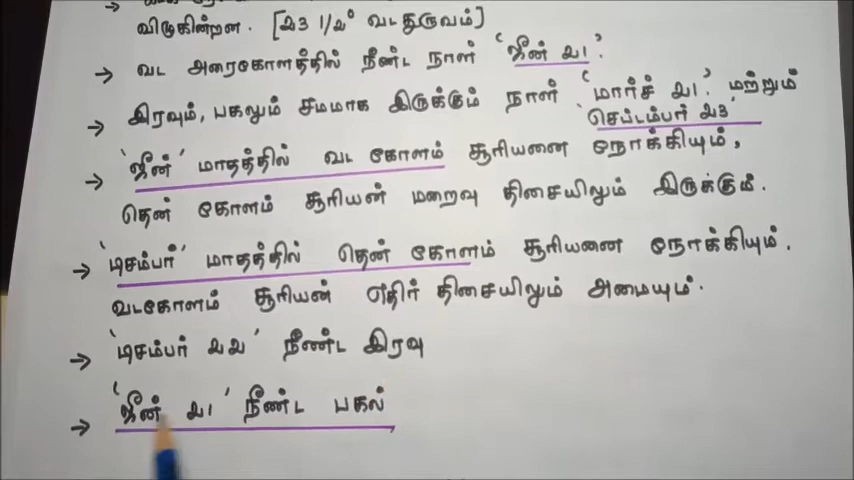 விடுகின்றன. [23 1/2° வடதுருவம்]
→ வட அரைகோளத்தில் நீண்ட நாள் 'ஜீன் 21'.
→ இரவும், பகலும் சமமாக இருக்கும் நாள் 'மார்ச் 21.' மற்றும்
'செப்டம்பர் 23'
→ 'ஜீன்' மாதத்தில் வட கோளம் சூரியனை நோக்கியும்,
தென் கோளம் சூரியன் மறைவு திசையிலும் இருக்கும்.
→ 'டிசம்பர்' மாதத்தில் தென் கோளம் சூரியனை நோக்கியும்.
வடகோளம் சூரியன் எதிர் திசையிலும் அமையும்.
→ 'டிசம்பர் 22' நீண்ட இரவு
→ 'ஜீன் 21' நீண்ட பகல்